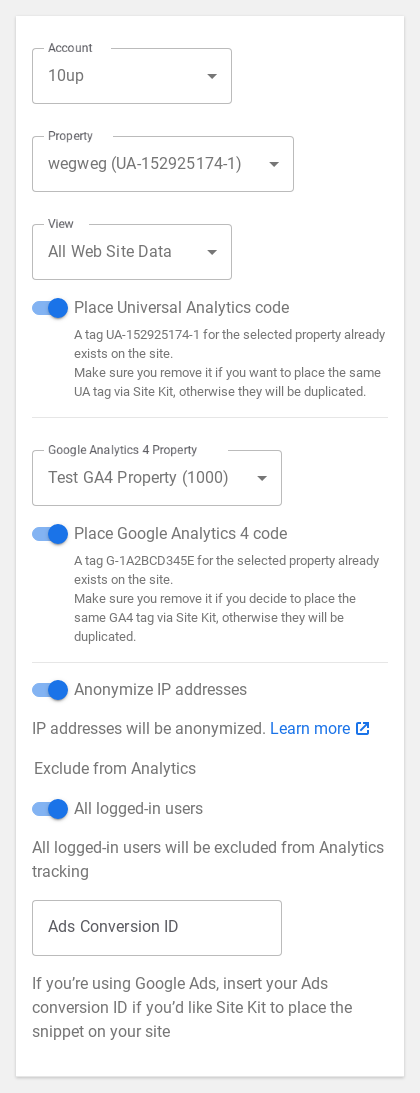 Account
10up
Property
wegweg (UA-152925174-1)
View
All Web Site Data
Place Universal Analytics code
A tag UA-152925174-1 for the selected property already
exists on the site.
Make sure you remove it if you want to place the same
UA tag via Site Kit, otherwise they will be duplicated.
Google Analytics 4 Property
Test GA4 Property (1000)
Place Google Analytics 4 code
A tag G-1A2BCD345E for the selected property already
exists on the site.
Make sure you remove it if you decide to place the
same GA4 tag via Site Kit, otherwise they will be
duplicated.
Anonymize IP addresses
IP addresses will be anonymized. Learn more
Exclude from Analytics
All logged-in users
All logged-in users will be excluded from Analytics
tracking
Ads Conversion ID
If you’re using Google Ads, insert your Ads
conversion ID if you’d like Site Kit to place the
snippet on your site